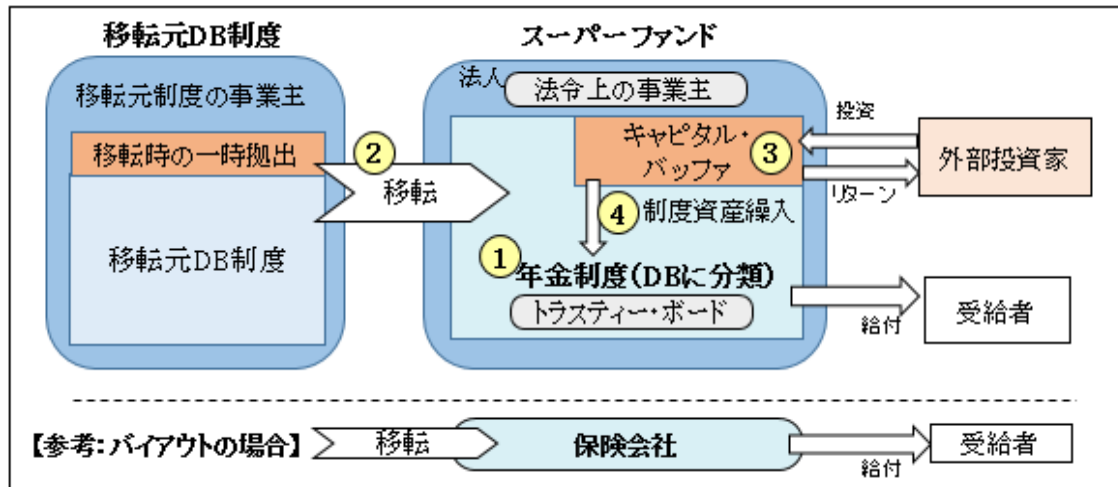 移転元DB制度
スーパーファンド
移転元制度の事業主
移転時の一時拠出
移転元DB制度
②
移転
法人
法令上の事業主
キャピタル・
バッファ
③
④
制度資産繰入
①
年金制度(DBに分類)
トラスティー・ボード
投資
リターン
外部投資家
給付
受給者
【参考:バイアウトの場合】
移転
保険会社
給付
受給者